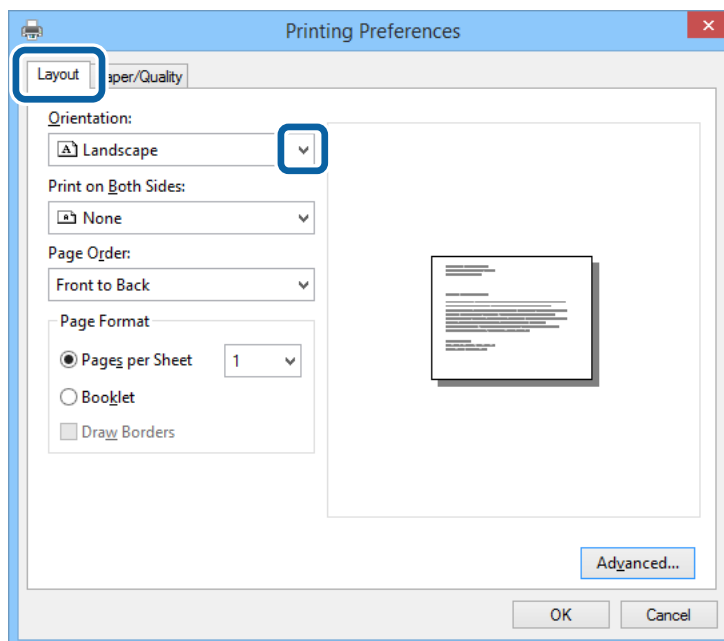 Printing Preferences
Layout
aper/Quality
Orientation:
Landscape
Print on Both Sides:
None
Page Order:
Front to Back
Page Format
Pages per Sheet 1
Booklet
Draw Borders
Advanced...
OK Cancel